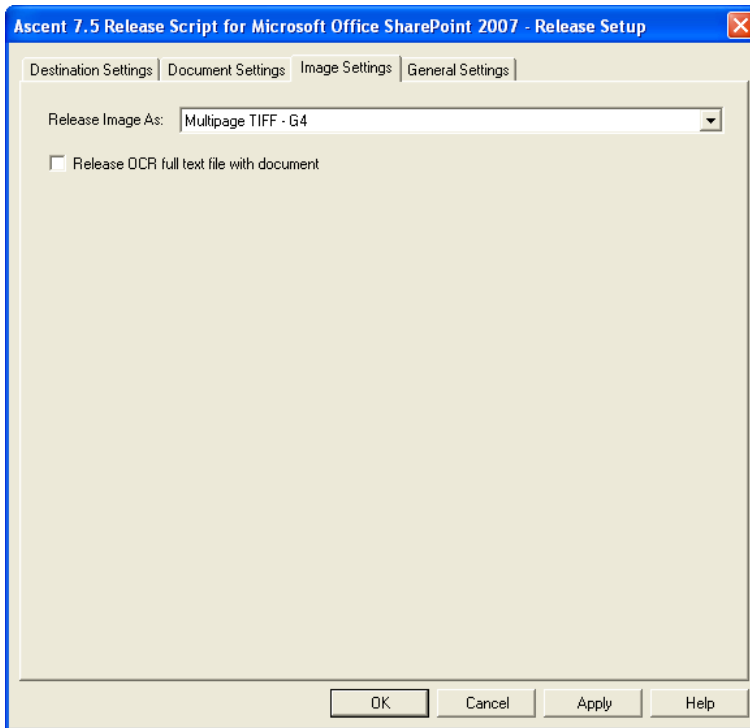 Ascent 7.5 Release Script for Microsoft Office SharePoint 2007 - Release Setup
Destination Settings Document Settings Image Settings General Settings
Release Image As: Multipage TIFF - G4
Release OCR full text file with document
OK Cancel Apply Help